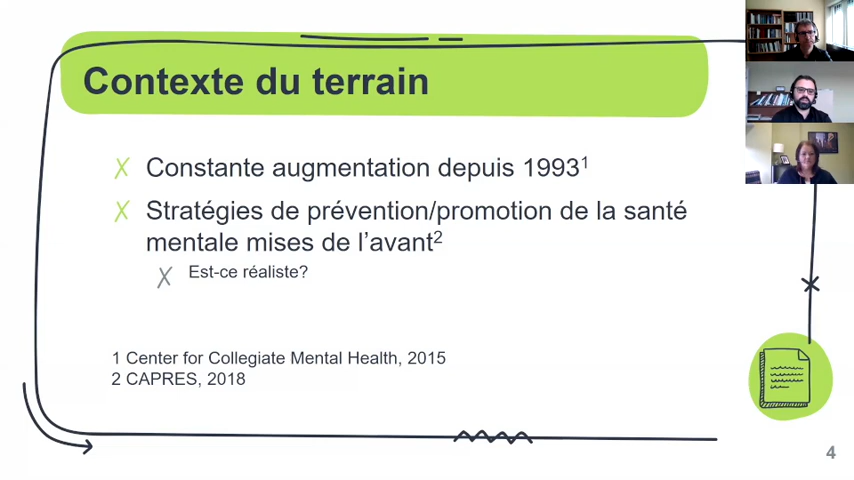 Contexte du terrain
Constante augmentation depuis 1993¹
Stratégies de prévention/promotion de la santé
mentale mises de l’avant²
Est-ce réaliste?
1 Center for Collegiate Mental Health, 2015
2 CAPRES, 2018
4